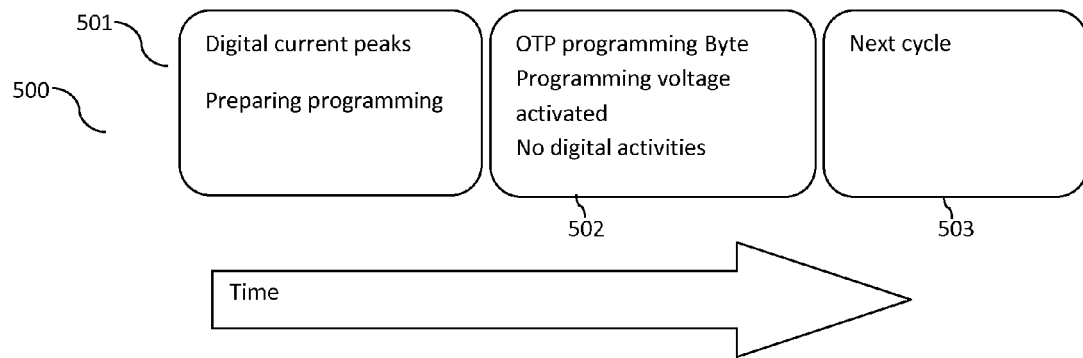 501
500
Digital current peaks
Preparing programming
OTP programming Byte
Programming voltage
activated
No digital activities
Next cycle
502
503
Time